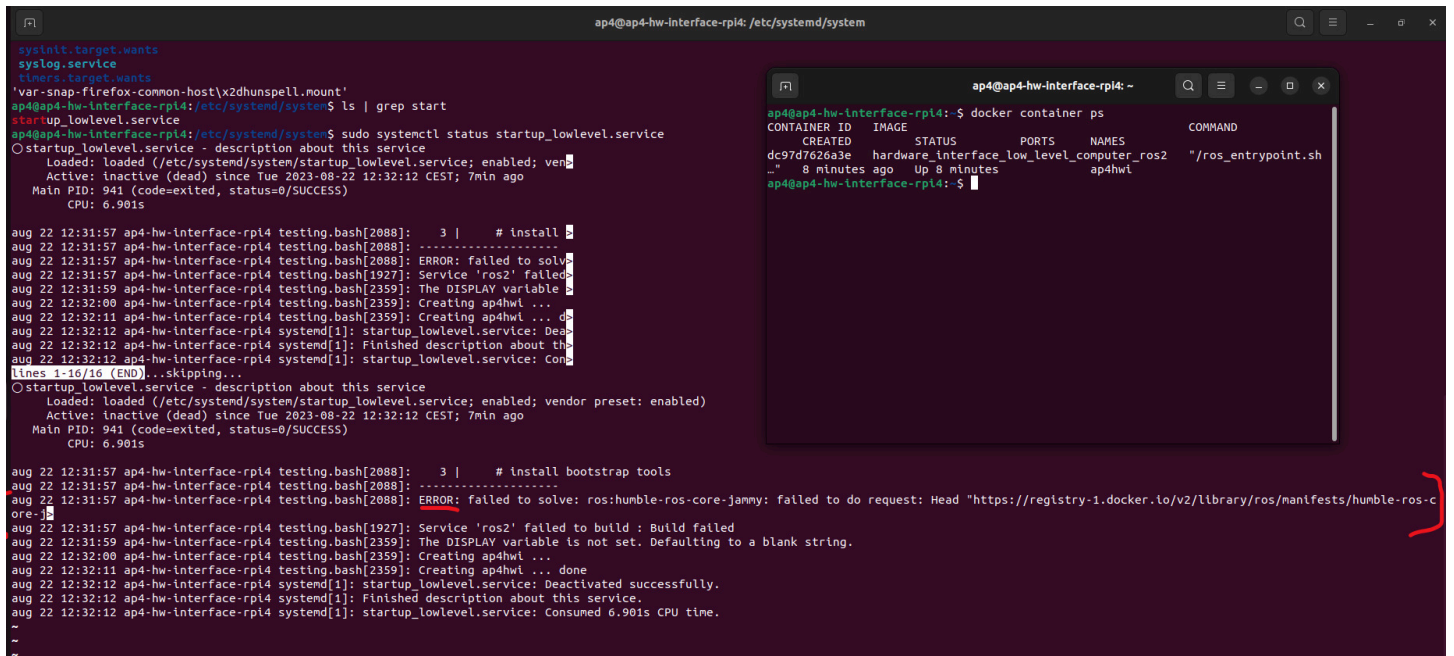 ap4@ap4-hw-interface-rpi4: /etc/systemd/system
sysinit.target.wants
syslog.service
timers.target.wants
'var-snap-firefox-common-host\x2dhunspell.mount'
ap4@ap4-hw-interface-rpi4:/etc/systemd/system$ ls | grep start
startup_lowlevel.service
ap4@ap4-hw-interface-rpi4:/etc/systemd/system$ sudo systemctl status startup_lowlevel.service
○ startup_lowlevel.service - description about this service
Loaded: loaded (/etc/systemd/system/startup_lowlevel.service; enabled; ven>
Active: inactive (dead) since Tue 2023-08-22 12:32:12 CEST; 7min ago
Main PID: 941 (code=exited, status=0/SUCCESS)
CPU: 6.901s
aug 22 12:31:57 ap4-hw-interface-rpi4 testing.bash[2088]:    3 |     # install >
aug 22 12:31:57 ap4-hw-interface-rpi4 testing.bash[2088]: --------------------
aug 22 12:31:57 ap4-hw-interface-rpi4 testing.bash[2088]: ERROR: failed to solv>
aug 22 12:31:57 ap4-hw-interface-rpi4 testing.bash[1927]: Service 'ros2' failed>
aug 22 12:31:59 ap4-hw-interface-rpi4 testing.bash[2359]: The DISPLAY variable >
aug 22 12:32:00 ap4-hw-interface-rpi4 testing.bash[2359]: Creating ap4hwi ...
aug 22 12:32:11 ap4-hw-interface-rpi4 testing.bash[2359]: Creating ap4hwi ... d>
aug 22 12:32:12 ap4-hw-interface-rpi4 systemd[1]: startup_lowlevel.service: Dea>
aug 22 12:32:12 ap4-hw-interface-rpi4 systemd[1]: Finished description about th>
aug 22 12:32:12 ap4-hw-interface-rpi4 systemd[1]: startup_lowlevel.service: Con>
lines 1-16/16 (END)...skipping...
○ startup_lowlevel.service - description about this service
Loaded: loaded (/etc/systemd/system/startup_lowlevel.service; enabled; vendor preset: enabled)
Active: inactive (dead) since Tue 2023-08-22 12:32:12 CEST; 7min ago
Main PID: 941 (code=exited, status=0/SUCCESS)
CPU: 6.901s
aug 22 12:31:57 ap4-hw-interface-rpi4 testing.bash[2088]:    3 |     # install bootstrap tools
aug 22 12:31:57 ap4-hw-interface-rpi4 testing.bash[2088]: --------------------
aug 22 12:31:57 ap4-hw-interface-rpi4 testing.bash[2088]: ERROR: failed to solve: ros:humble-ros-core-jammy: failed to do request: Head "https://registry-1.docker.io/v2/library/ros/manifests/humble-ros-c
ore-j>
aug 22 12:31:57 ap4-hw-interface-rpi4 testing.bash[1927]: Service 'ros2' failed to build : Build failed
aug 22 12:31:59 ap4-hw-interface-rpi4 testing.bash[2359]: The DISPLAY variable is not set. Defaulting to a blank string.
aug 22 12:32:00 ap4-hw-interface-rpi4 testing.bash[2359]: Creating ap4hwi ...
aug 22 12:32:11 ap4-hw-interface-rpi4 testing.bash[2359]: Creating ap4hwi ... done
aug 22 12:32:12 ap4-hw-interface-rpi4 systemd[1]: startup_lowlevel.service: Deactivated successfully.
aug 22 12:32:12 ap4-hw-interface-rpi4 systemd[1]: Finished description about this service.
aug 22 12:32:12 ap4-hw-interface-rpi4 systemd[1]: startup_lowlevel.service: Consumed 6.901s CPU time.
~
~
~
ap4@ap4-hw-interface-rpi4: ~
ap4@ap4-hw-interface-rpi4:~$ docker container ps
CONTAINER ID   IMAGE                                        COMMAND
CREATED         STATUS         PORTS     NAMES
dc97d7626a3e   hardware_interface_low_level_computer_ros2   "/ros_entrypoint.sh
…"   8 minutes ago   Up 8 minutes             ap4hwi
ap4@ap4-hw-interface-rpi4:~$